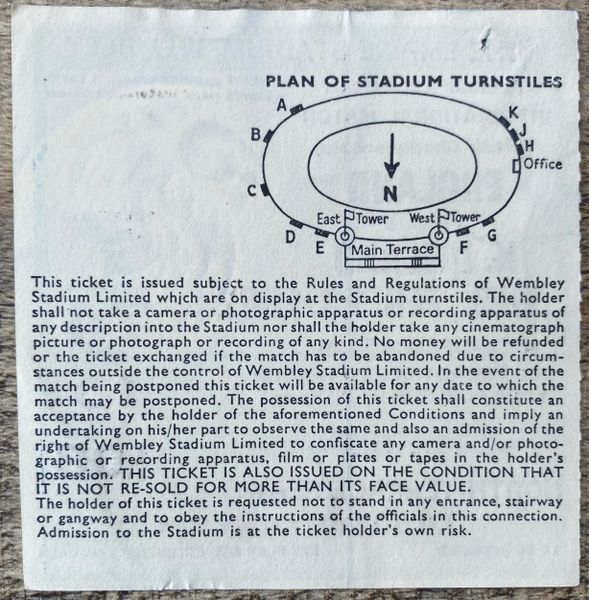 PLAN OF STADIUM TURNSTILES
A
B
C
D
E
K
J
H
Office
G
F
N
East Tower
West Tower
Main Terrace
This ticket is issued subject to the Rules and Regulations of Wembley
Stadium Limited which are on display at the Stadium turnstiles. The holder
shall not take a camera or photographic apparatus or recording apparatus of
any description into the Stadium nor shall the holder take any cinematograph
picture or photograph or recording of any kind. No money will be refunded
or the ticket exchanged if the match has to be abandoned due to circum-
stances outside the control of Wembley Stadium Limited. In the event of the
match being postponed this ticket will be available for any date to which the
match may be postponed. The possession of this ticket shall constitute an
acceptance by the holder of the aforementioned Conditions and imply an
undertaking on his/her part to observe the same and also an admission of the
right of Wembley Stadium Limited to confiscate any camera and/or photo-
graphic or recording apparatus, film or plates or tapes in the holder's
possession. THIS TICKET IS ALSO ISSUED ON THE CONDITION THAT
IT IS NOT RE-SOLD FOR MORE THAN ITS FACE VALUE.
The holder of this ticket is requested not to stand in any entrance, stairway
or gangway and to obey the instructions of the officials in this connection.
Admission to the Stadium is at the ticket holder's own risk.